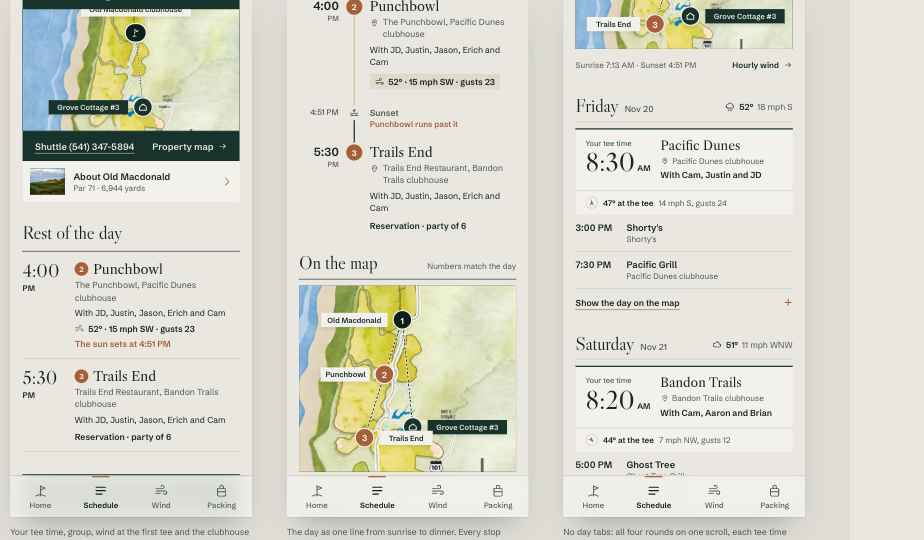 Old Macdonald clubhouse
Grove Cottage #3
Shuttle (541) 347-5894
Property map →
About Old Macdonald
Par 71 · 6,944 yards
Rest of the day
4:00
PM
2 Punchbowl
The Punchbowl, Pacific Dunes
clubhouse
With JD, Justin, Jason, Erich and Cam
52° · 15 mph SW · gusts 23
The sun sets at 4:51 PM
5:30
PM
3 Trails End
Trails End Restaurant, Bandon Trails
clubhouse
With JD, Justin, Jason, Erich and Cam
Reservation · party of 6
Home
Schedule
Wind
Packing
Your tee time, group, wind at the first tee and the clubhouse
4:00
PM
2
Punchbowl
The Punchbowl, Pacific Dunes
clubhouse
With JD, Justin, Jason, Erich and
Cam
52° · 15 mph SW · gusts 23
4:51 PM
Sunset
Punchbowl runs past it
5:30
PM
3
Trails End
Trails End Restaurant, Bandon
Trails clubhouse
With JD, Justin, Jason, Erich and
Cam
Reservation · party of 6
On the map
Numbers match the day
Old Macdonald
1
Punchbowl
2
Grove Cottage #3
3
Trails End
101
Home
Schedule
Wind
Packing
The day as one line from sunrise to dinner. Every stop
Trails End
3
Grove Cottage #3
Sunrise 7:13 AM · Sunset 4:51 PM
Hourly wind →
Friday Nov 20
52° 18 mph S
Your tee time
8:30 AM
Pacific Dunes
Pacific Dunes clubhouse
With Cam, Justin and JD
47° at the tee 14 mph S, gusts 24
3:00 PM
Shorty's
Shorty's
7:30 PM
Pacific Grill
Pacific Dunes clubhouse
Show the day on the map
+
Saturday Nov 21
51° 11 mph WNW
Your tee time
8:20 AM
Bandon Trails
Bandon Trails clubhouse
With Cam, Aaron and Brian
44° at the tee 7 mph NW, gusts 12
5:00 PM
Ghost Tree
Home
Schedule
Wind
Packing
No day tabs: all four rounds on one scroll, each tee time